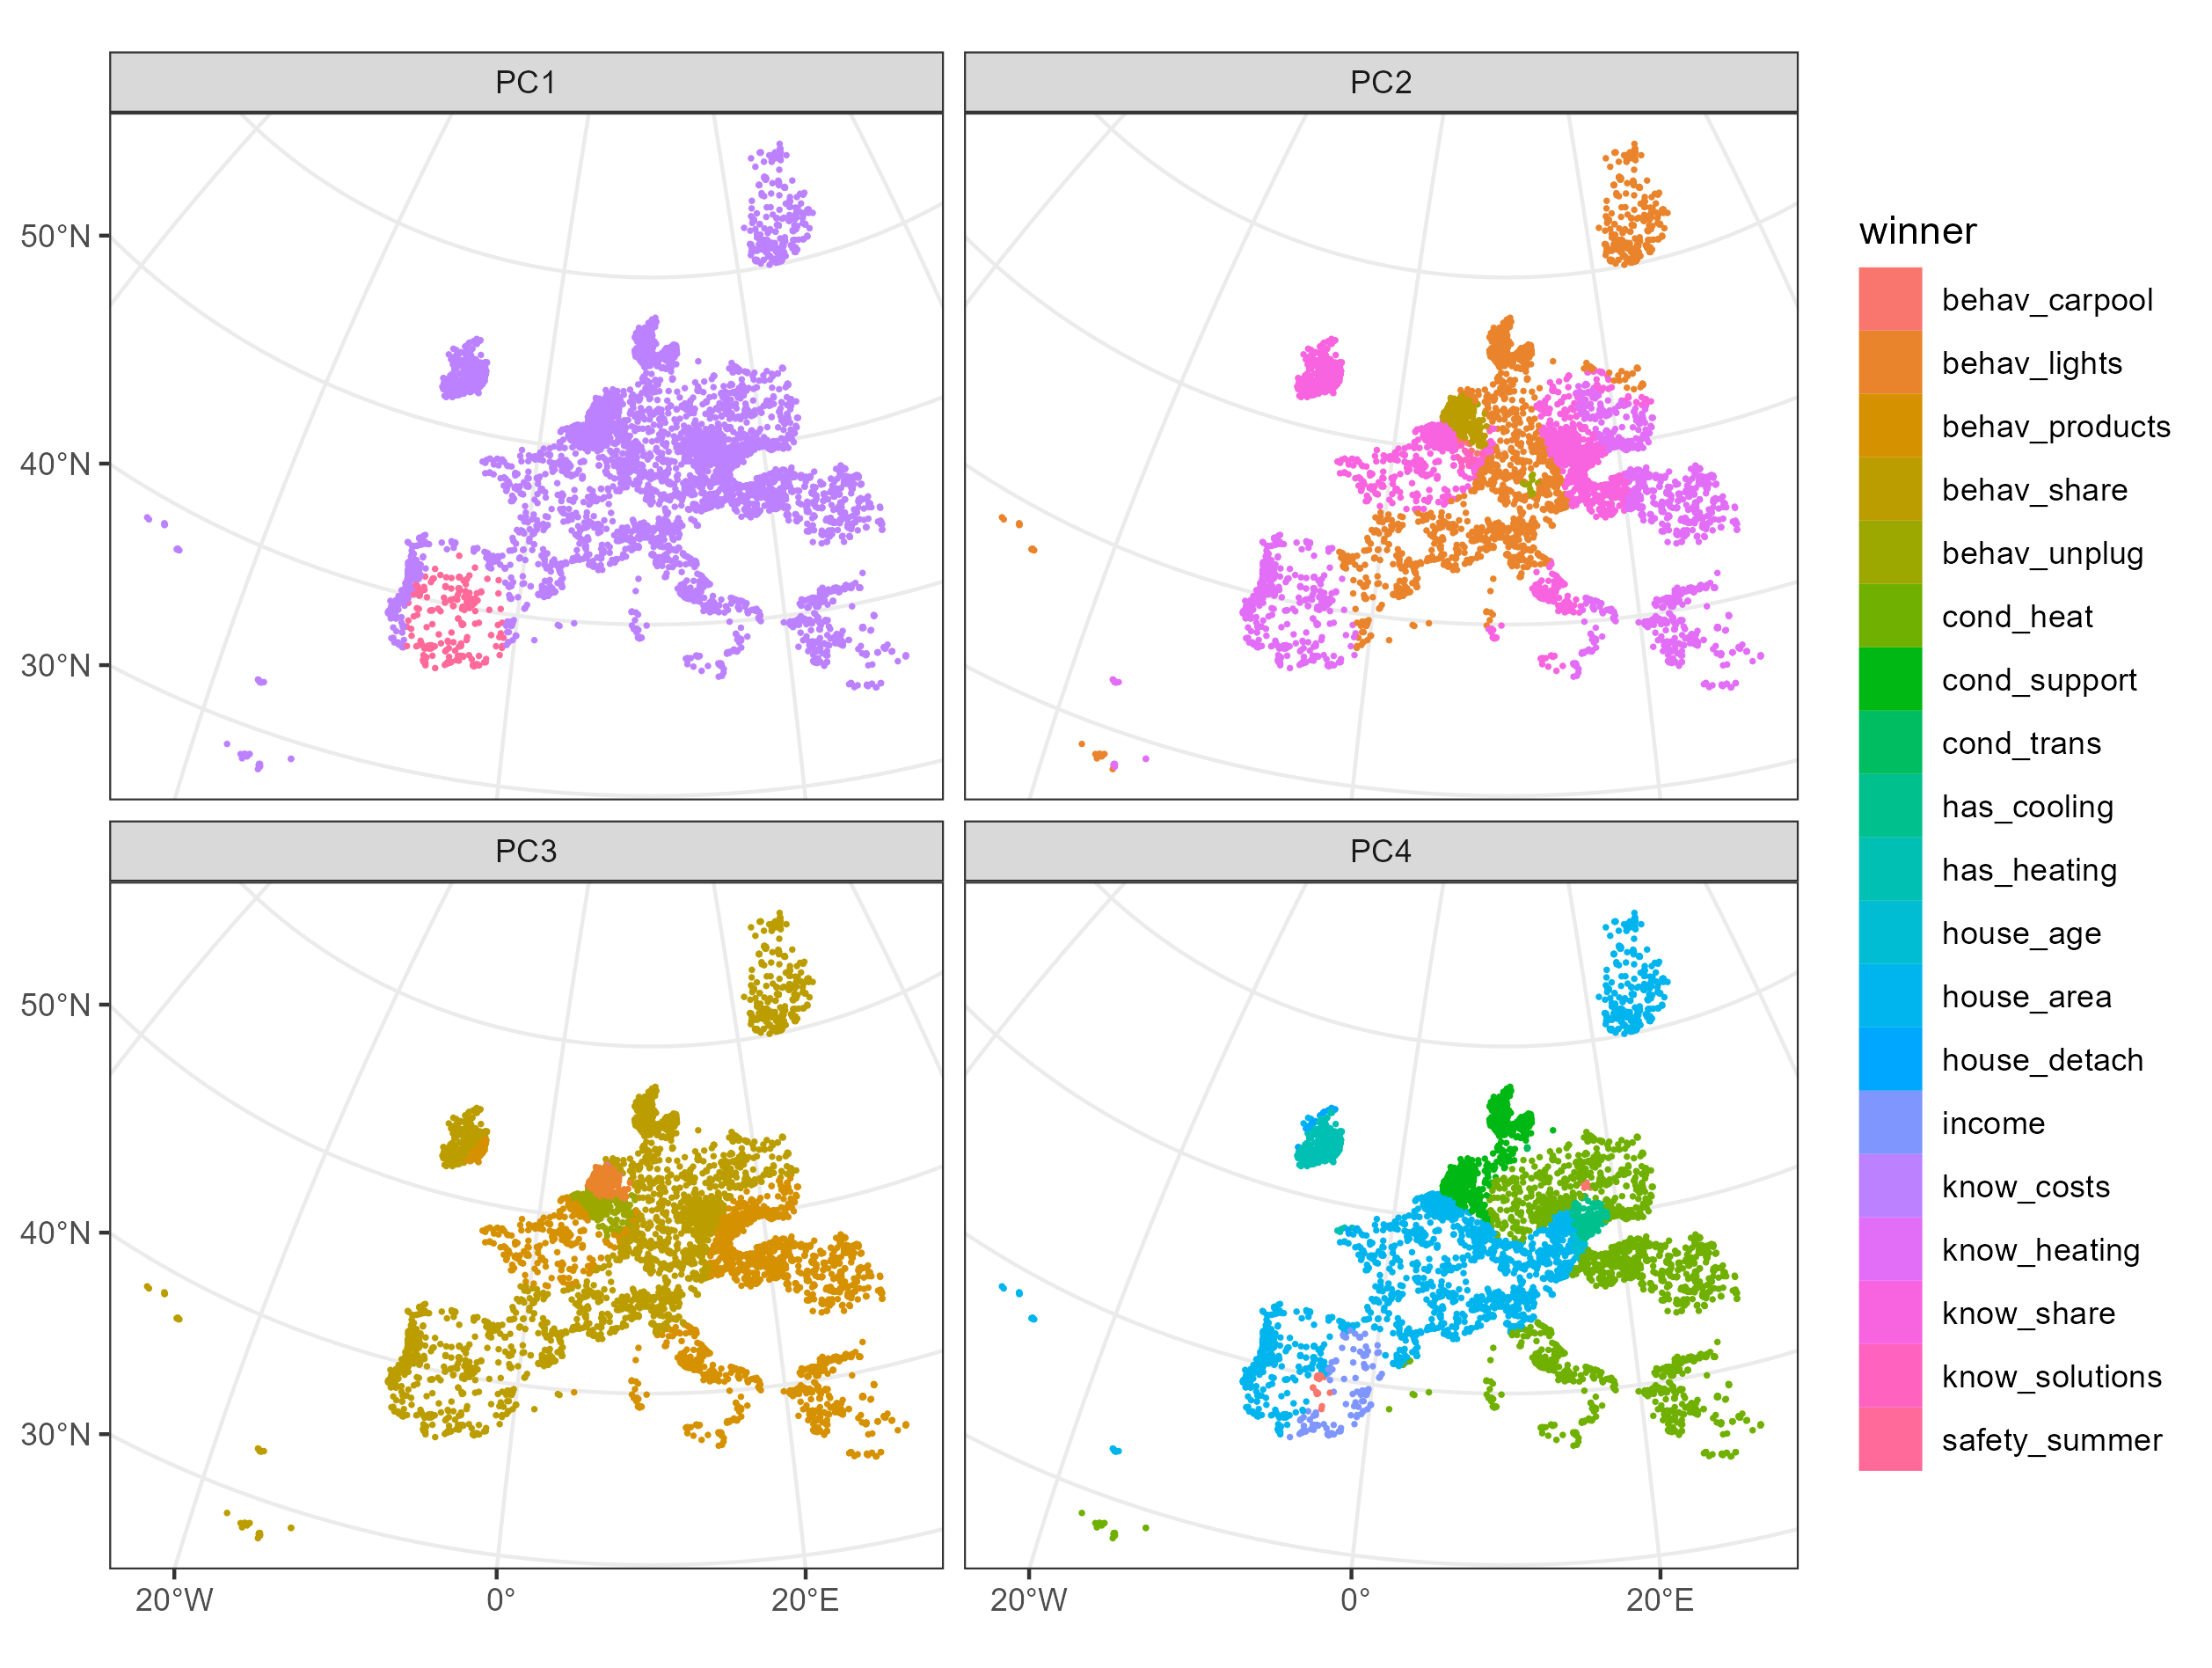 PC1
PC2
50°N
40°N
30°N
PC3
PC4
50°N
40°N
30°N
20°W
0°
20°E
20°W
0°
20°E
winner
behav_carpool
behav_lights
behav_products
behav_share
behav_unplug
cond_heat
cond_support
cond_trans
has_cooling
has_heating
house_age
house_area
house_detach
income
know_costs
know_heating
know_share
know_solutions
safety_summer